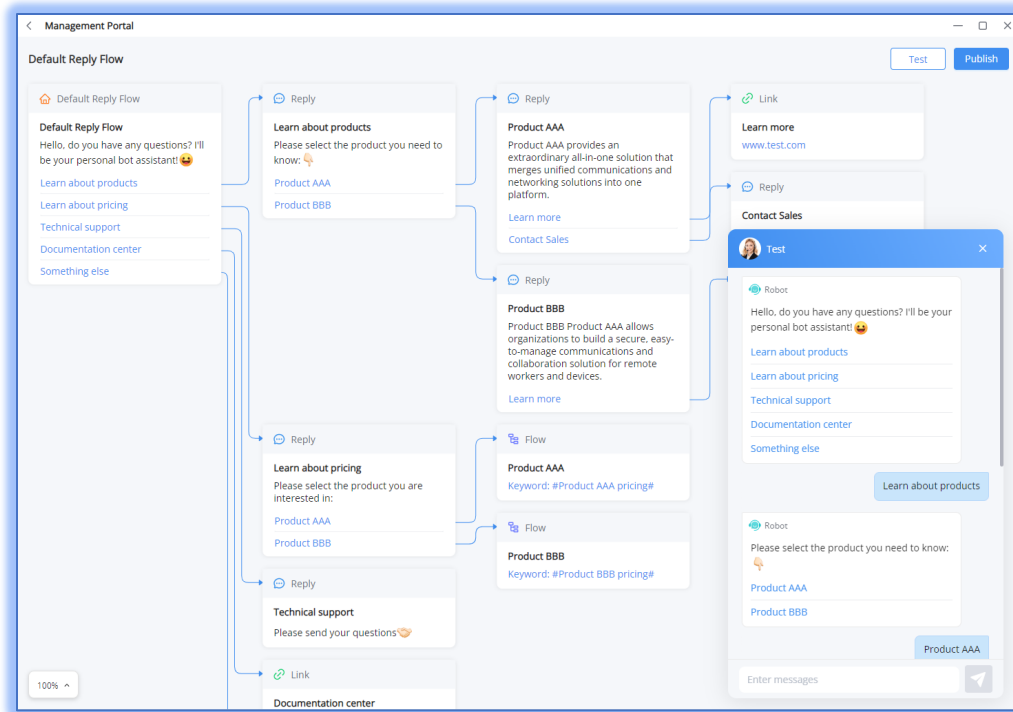 Management Portal
Default Reply Flow
Test
Publish
Default Reply Flow
Default Reply Flow
Hello, do you have any questions? I'll
be your personal bot assistant!😀
Learn about products
Learn about pricing
Technical support
Documentation center
Something else
Reply
Learn about products
Please select the product you need to
know:👇🏻
Product AAA
Product BBB
Reply
Product AAA
Product AAA provides an
extraordinary all-in-one solution that
merges unified communications and
networking solutions into one
platform.
Learn more
Contact Sales
Link
Learn more
www.test.com
Reply
Contact Sales
Reply
Product BBB
Product BBB Product AAA allows
organizations to build a secure, easy-
to-manage communications and
collaboration solution for remote
workers and devices.
Learn more
Reply
Learn about pricing
Please select the product you are
interested in:
Product AAA
Product BBB
Flow
Product AAA
Keyword: #Product AAA pricing#
Flow
Product BBB
Keyword: #Product BBB pricing#
Reply
Technical support
Please send your questions🤝🏻
Link
Documentation center
100%
Test
Robot
Hello, do you have any questions? I'll be your
personal bot assistant!😀
Learn about products
Learn about pricing
Technical support
Documentation center
Something else
Learn about products
Robot
Please select the product you need to know:
👇🏻
Product AAA
Product BBB
Product AAA
Enter messages